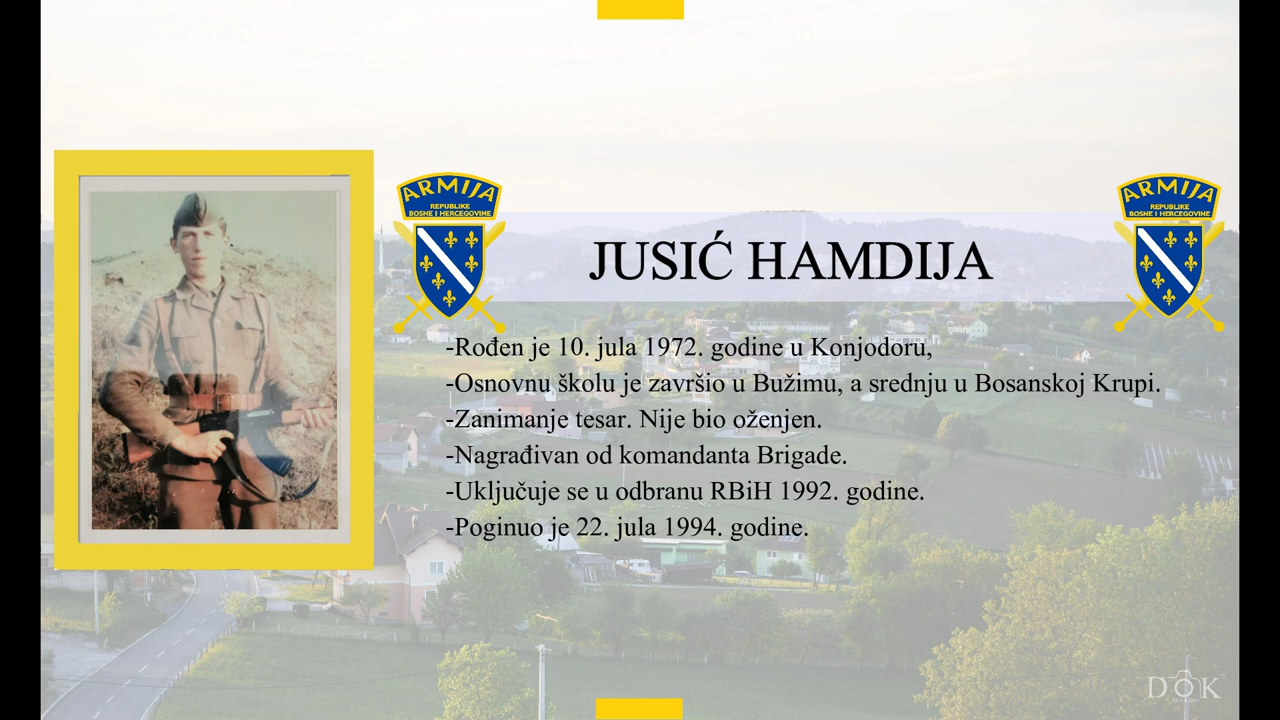 ARMIJA
REPUBLIKE
BOSNE I HERCEGOVINE
ARMIJA
REPUBLIKE
BOSNE I HERCEGOVINE
JUSIĆ HAMDIJA
-Rođen je 10. jula 1972. godine u Konjodoru,
-Osnovnu školu je završio u Bužimu, a srednju u Bosanskoj Krupi.
-Zanimanje tesar. Nije bio oženjen.
-Nagrađivan od komandanta Brigade.
-Uključuje se u odbranu RBiH 1992. godine.
-Poginuo je 22. jula 1994. godine.
DOK